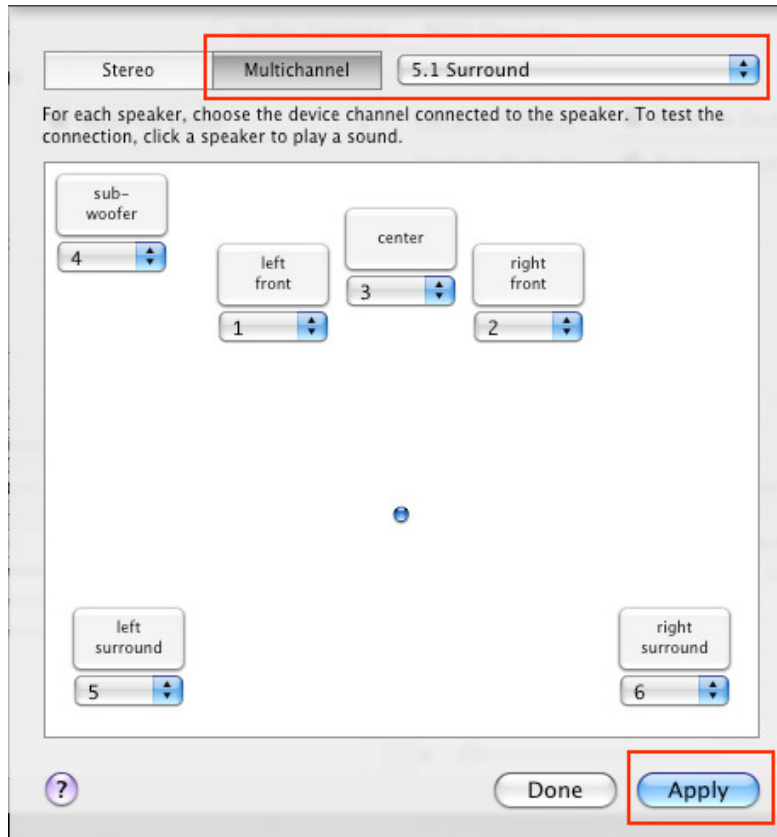 Stereo
Multichannel
5.1 Surround
For each speaker, choose the device channel connected to the speaker. To test the
connection, click a speaker to play a sound.
sub-
woofer
4
left
front
1
center
3
right
front
2
left
surround
5
right
surround
6
?
Done
Apply